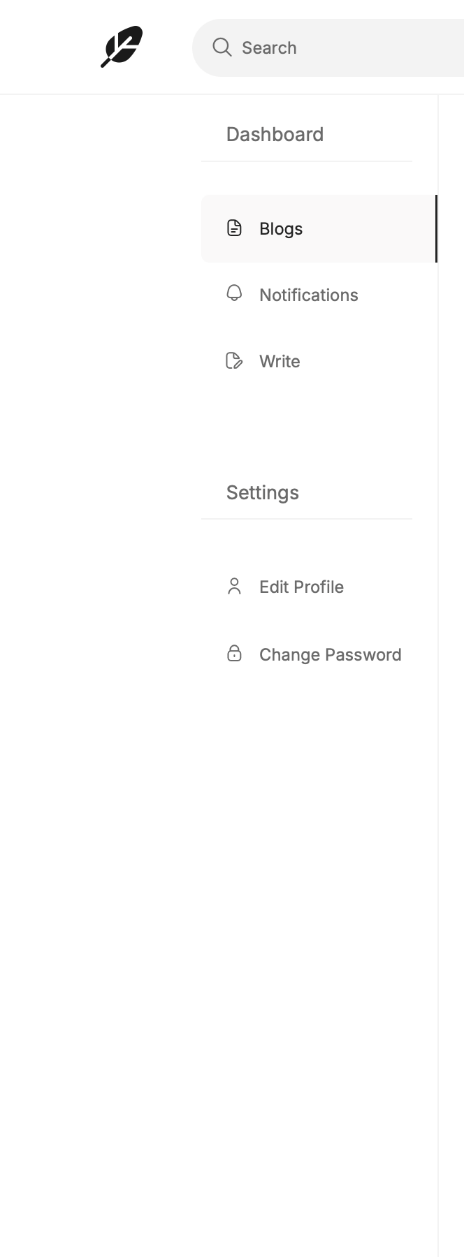 Search
Dashboard
Blogs
Notifications
Write
Settings
Edit Profile
Change Password